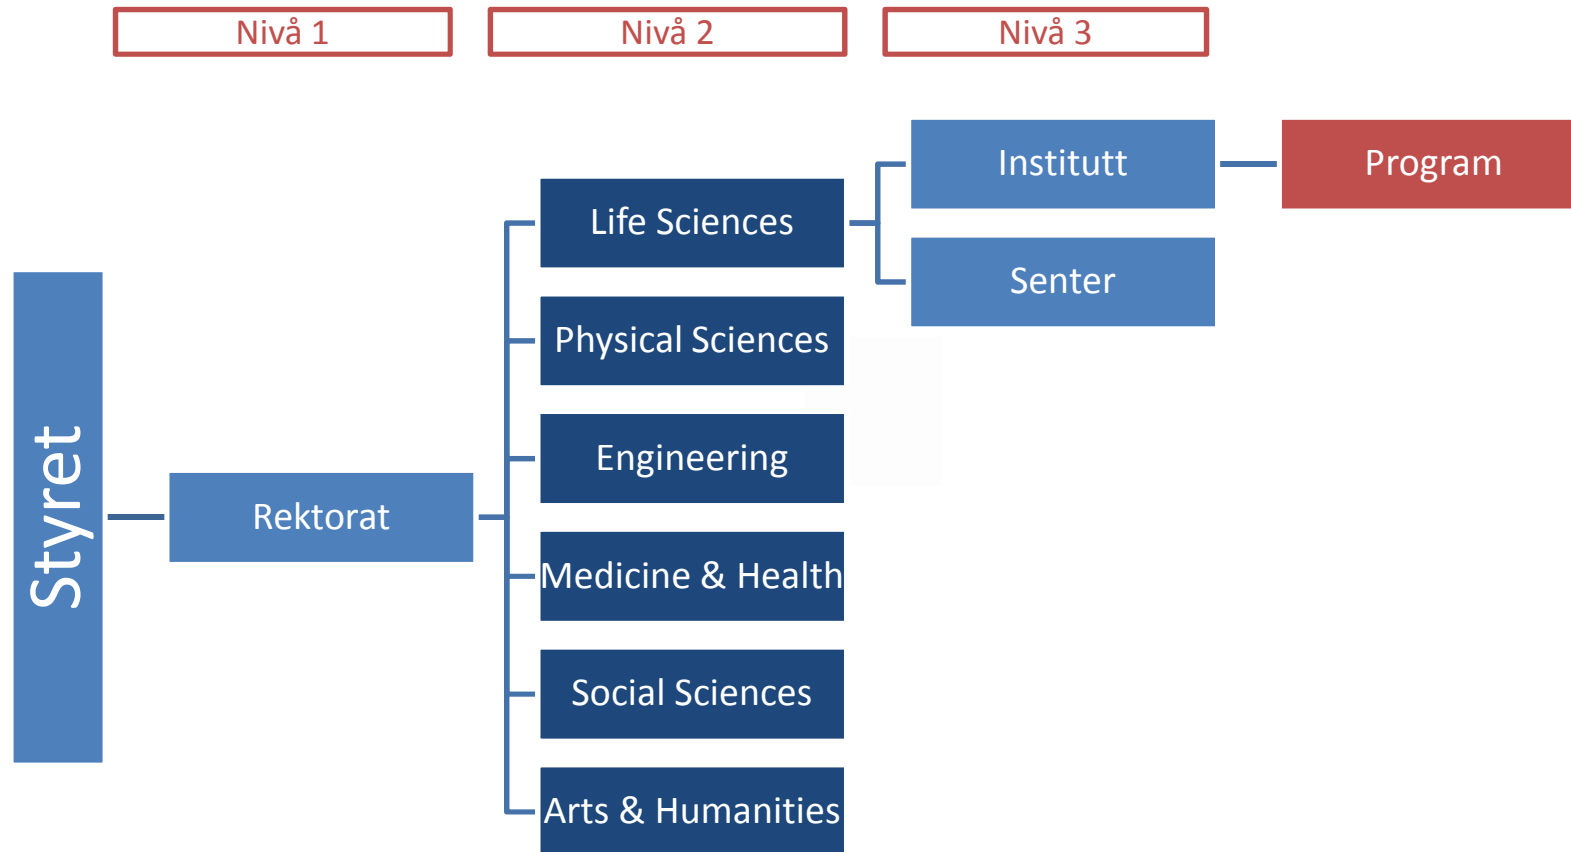 Nivå 1
Nivå 2
Nivå 3
Styret
Rektorat
Life Sciences
Physical Sciences
Engineering
Medicine & Health
Social Sciences
Arts & Humanities
Institutt
Senter
Program